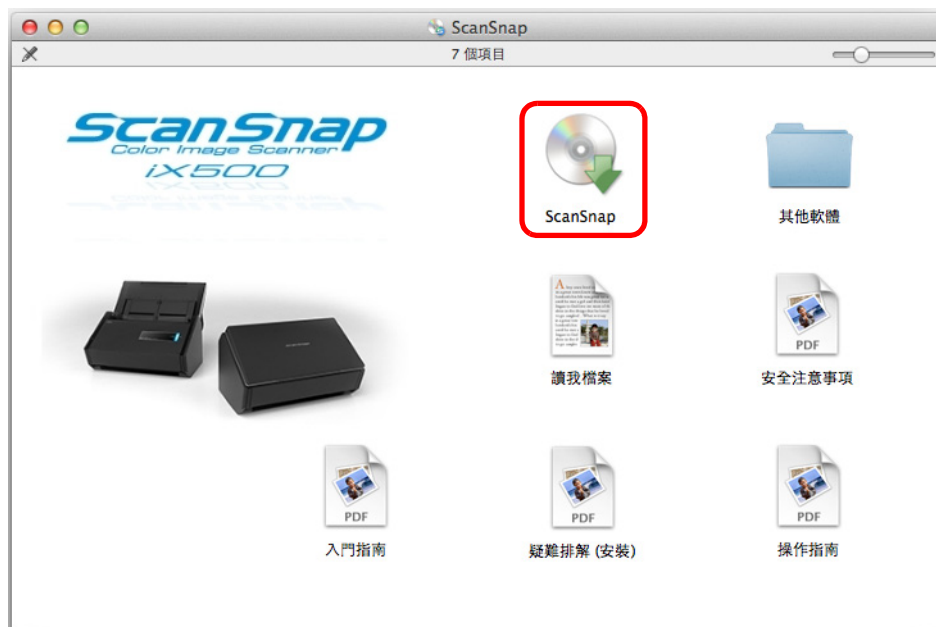 ScanSnap
7 個項目
ScanSnap
Color Image Scanner
iX500
ScanSnap
其他軟體
讀我檔案
PDF
安全注意事項
PDF
入門指南
PDF
疑難排解 (安裝)
PDF
操作指南